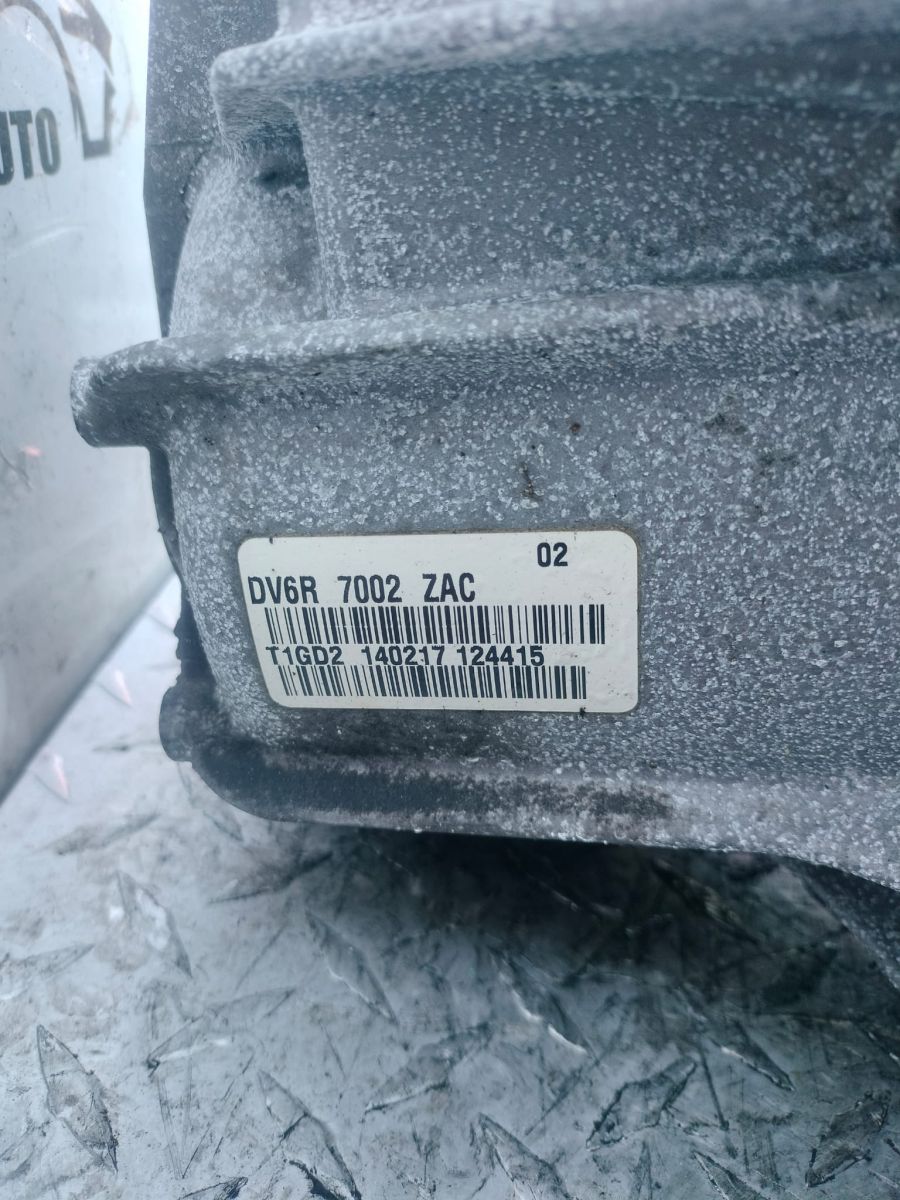 UTO
02
DV6R 7002 ZAC
T1GD2 140217 124415